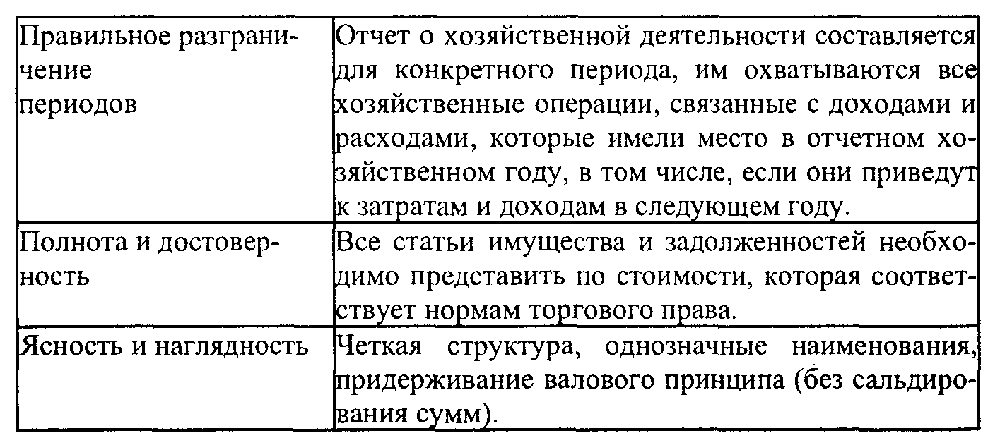 Правильное разграни-
чение
периодов
Отчет о хозяйственной деятельности составляется
для конкретного периода, им охватываются все
хозяйственные операции, связанные с доходами и
расходами, которые имели место в отчетном хо-
зяйственном году, в том числе, если они приведут
к затратам и доходам в следующем году.
Полнота и достовер-
ность
Все статьи имущества и задолженностей необхо-
димо представить по стоимости, которая соответ-
ствует нормам торгового права.
Ясность и наглядность
Четкая структура, однозначные наименования,
придерживание валового принципа (без сальдиро-
вания сумм).